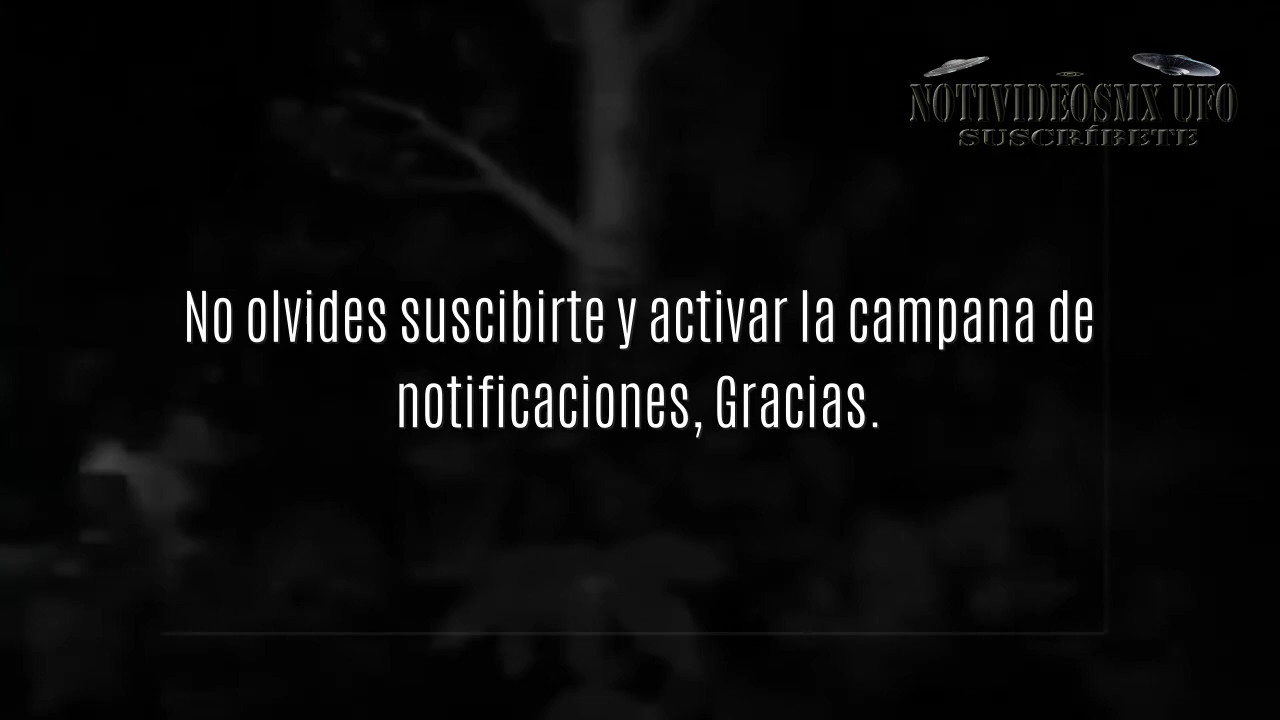 NOTIVIDEOSMX UFO
SUSCRÍBETE
No olvides suscibirte y activar la campana de
notificaciones, Gracias.